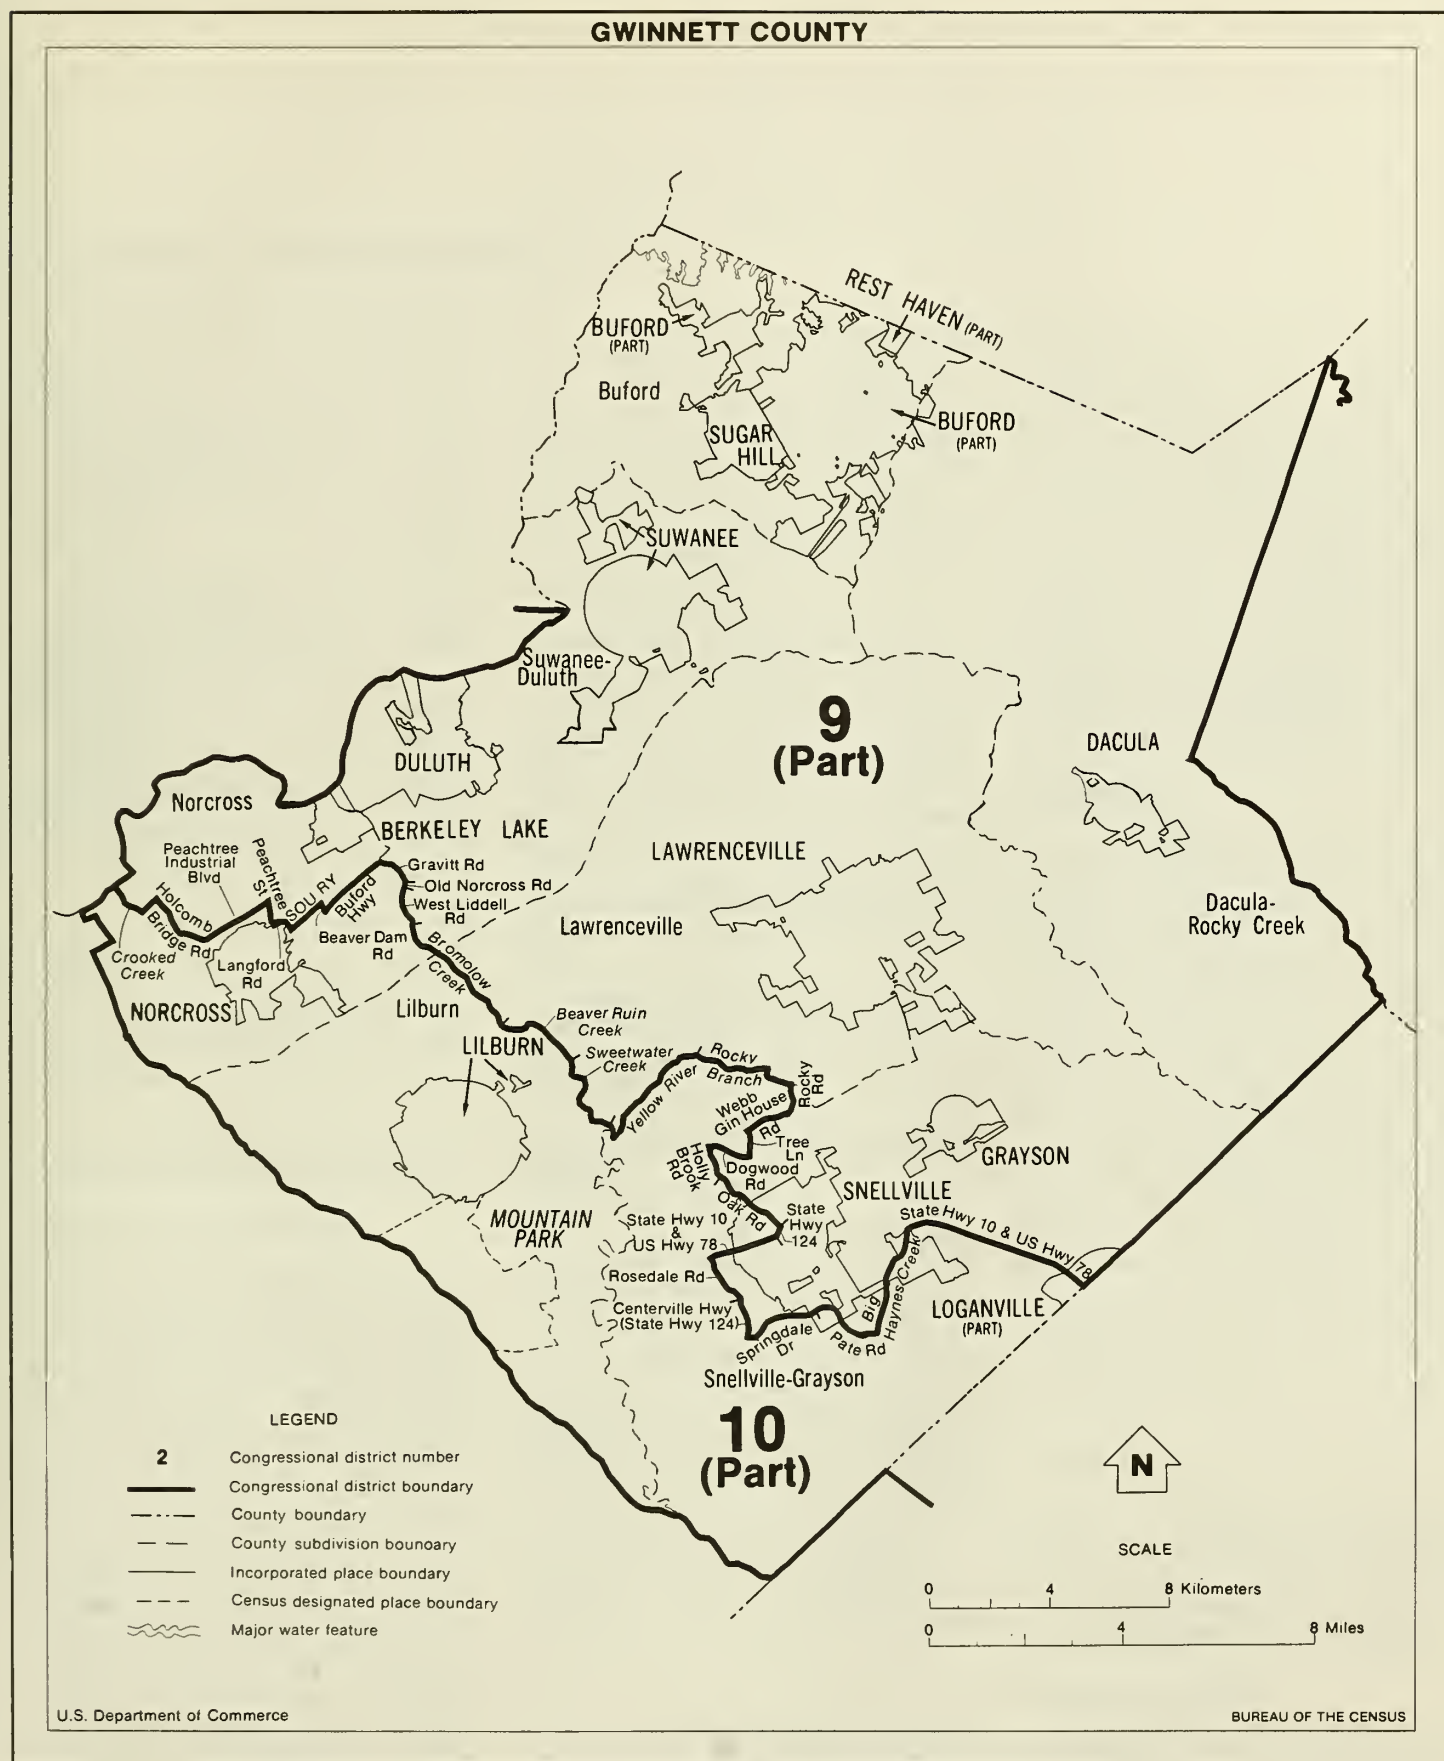 GWINNETT COUNTY
REST HAVEN (PART)
BUFORD
(PART)
Buford
BUFORD
(PART)
SUGAR
HILL
SUWANEE
Suwanee-
Duluth
9
(Part)
DACULA
DULUTH
Norcross
BERKELEY LAKE
LAWRENCEVILLE
Peachtree
Industrial
Blvd
Peachtree
St
SOU RY
Buford
Hwy
Gravitt Rd
Old Norcross Rd
West Liddell
Rd
Holcomb
Bridge Rd
Beaver Dam
Rd
Crooked
Creek
Langford
Rd
Bromolow
Creek
Lawrenceville
Dacula-
Rocky Creek
NORCROSS
Lilburn
Beaver Ruin
Creek
LILBURN
Sweetwater
Creek
Yellow River
Rocky
Branch
Rocky
Rd
Webb
Gin House
Rd
Tree
Ln
Holly
Brook
Rd
Dogwood
Rd
GRAYSON
SNELLVILLE
Oak Rd
State
Hwy
124
MOUNTAIN
PARK
State Hwy 10
&
US Hwy 78
State Hwy 10 & US Hwy 78
Rosedale Rd
Big
Haynes Creek
Centerville Hwy
(State Hwy 124)
LOGANVILLE
(PART)
Springdale
Dr
Pate Rd
Snellville-Grayson
10
(Part)
LEGEND
2 Congressional district number
Congressional district boundary
County boundary
County subdivision bounoary
Incorporated place boundary
Census designated place boundary
Major water feature
N
SCALE
0 4 8 Kilometers
0 4 8 Miles
U.S. Department of Commerce
BUREAU OF THE CENSUS